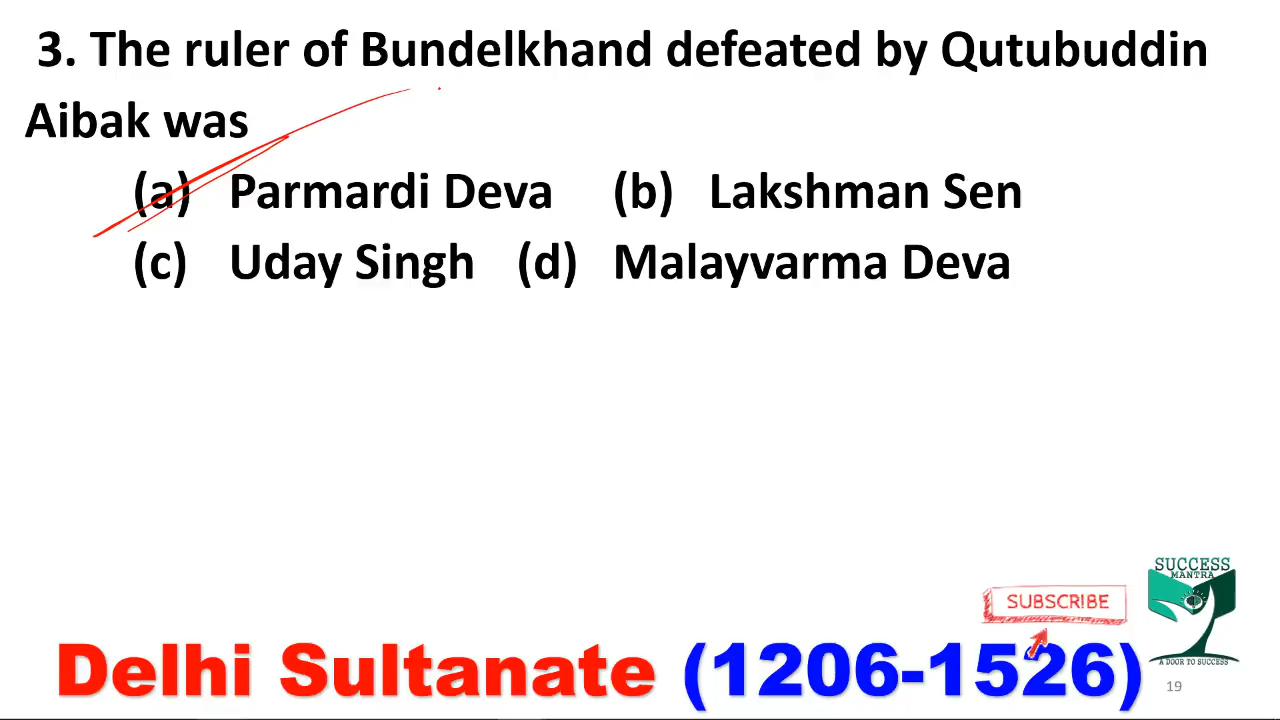 3. The ruler of Bundelkhand defeated by Qutubuddin
Aibak was
(a) Parmardi Deva (b) Lakshman Sen
(c) Uday Singh (d) Malayvarma Deva
SUCCESS
MANTRA
SUBSCRIBE
A DOOR TO SUCCESS
Delhi Sultanate (1206-1526)
19